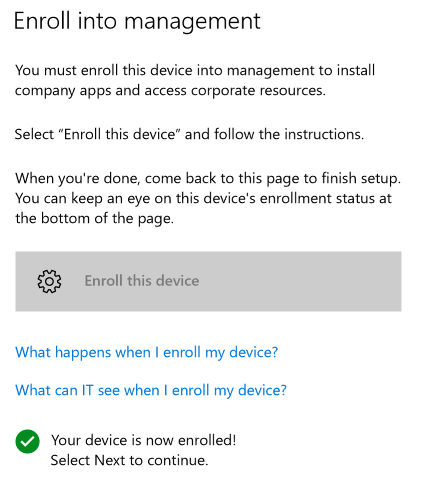 Enroll into management
You must enroll this device into management to install
company apps and access corporate resources.
Select “Enroll this device” and follow the instructions.
When you're done, come back to this page to finish setup.
You can keep an eye on this device's enrollment status at
the bottom of the page.
Enroll this device
What happens when I enroll my device?
What can IT see when I enroll my device?
Your device is now enrolled!
Select Next to continue.